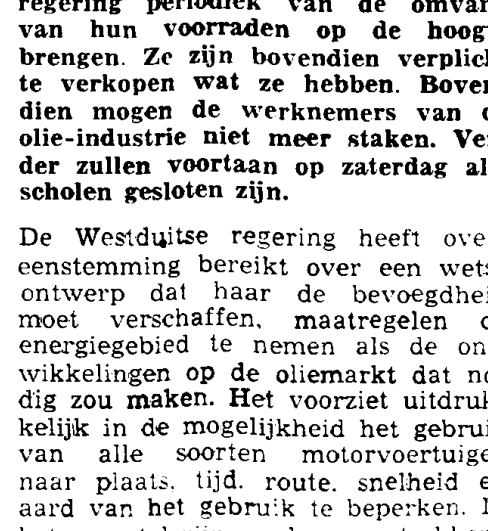 regering periodiek van de omvan
van hun voorraden op de hoog
brengen. Ze zijn bovendien verplic
te verkopen wat ze hebben. Bove
dien mogen de werknemers van
olie-industrie niet meer staken. Ve
der zullen voortaan op zaterdag al
scholen gesloten zijn.
De Westduitse regering heeft ove
eenstemming bereikt over een wets
ontwerp dat haar de bevoegdhei
moet verschaffen, maatregelen o
energiegebied te nemen als de on
wikkelingen op de oliemarkt dat no
dig zou maken. Het voorziet uitdruk
kelijk in de mogelijkheid het gebrui
van alle soorten motorvoertuige
naar plaats, tijd. route. snelheid e
aard van het gebruik te beperken.